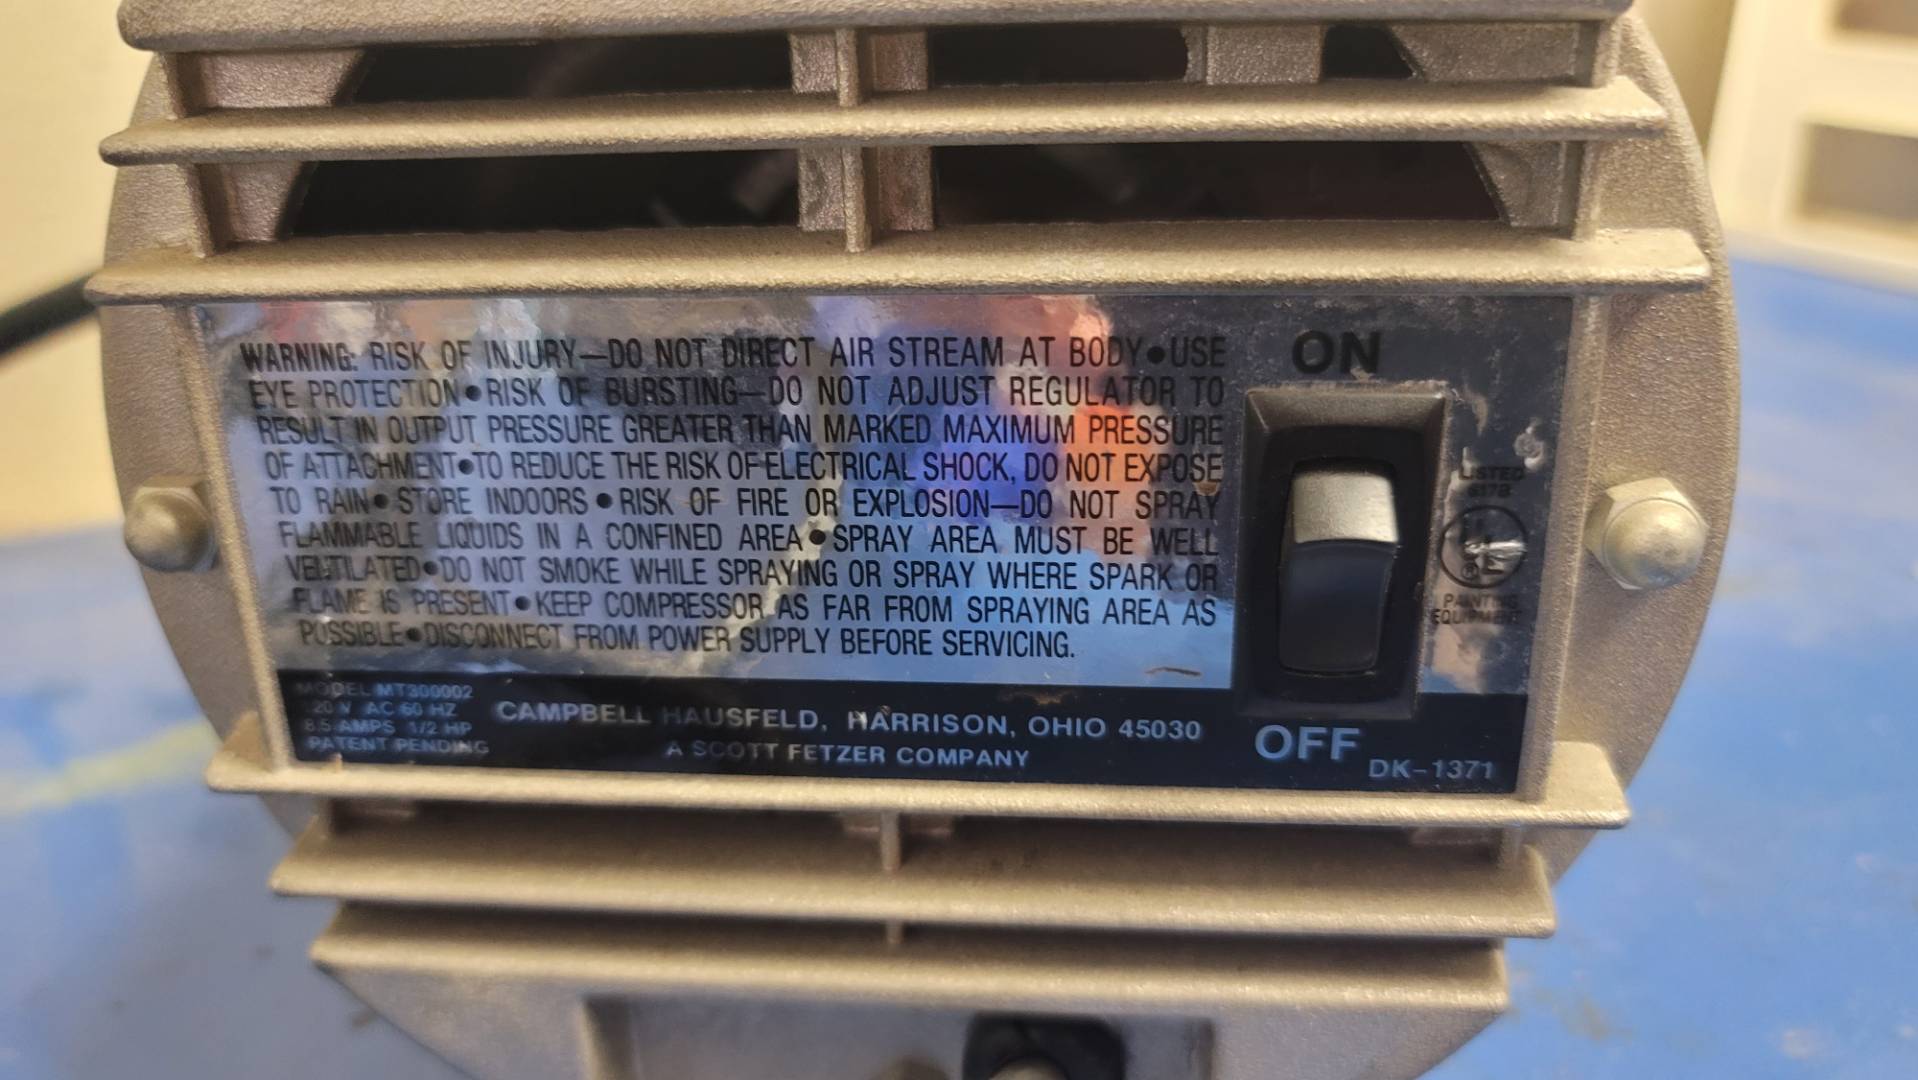 WARNING: RISK OF INJURY—DO NOT DIRECT AIR STREAM AT BODY•USE
EYE PROTECTION•RISK OF BURSTING—DO NOT ADJUST REGULATOR TO
RESULT IN OUTPUT PRESSURE GREATER THAN MARKED MAXIMUM PRESSURE
OF ATTACHMENT•TO REDUCE THE RISK OF ELECTRICAL SHOCK, DO NOT EXPOSE
TO RAIN•STORE INDOORS•RISK OF FIRE OR EXPLOSION—DO NOT SPRAY
FLAMMABLE LIQUIDS IN A CONFINED AREA•SPRAY AREA MUST BE WELL
VENTILATED•DO NOT SMOKE WHILE SPRAYING OR SPRAY WHERE SPARK OR
FLAME IS PRESENT•KEEP COMPRESSOR AS FAR FROM SPRAYING AREA AS
POSSIBLE•DISCONNECT FROM POWER SUPPLY BEFORE SERVICING.
MODEL MT300002
120 V AC 60 HZ
8.5 AMPS 1/2 HP
PATENT PENDING
CAMPBELL HAUSFELD, HARRISON, OHIO 45030
A SCOTT FETZER COMPANY
ON
OFF
LISTED
617B
UL
®
PAINTING
EQUIPMENT
DK-1371